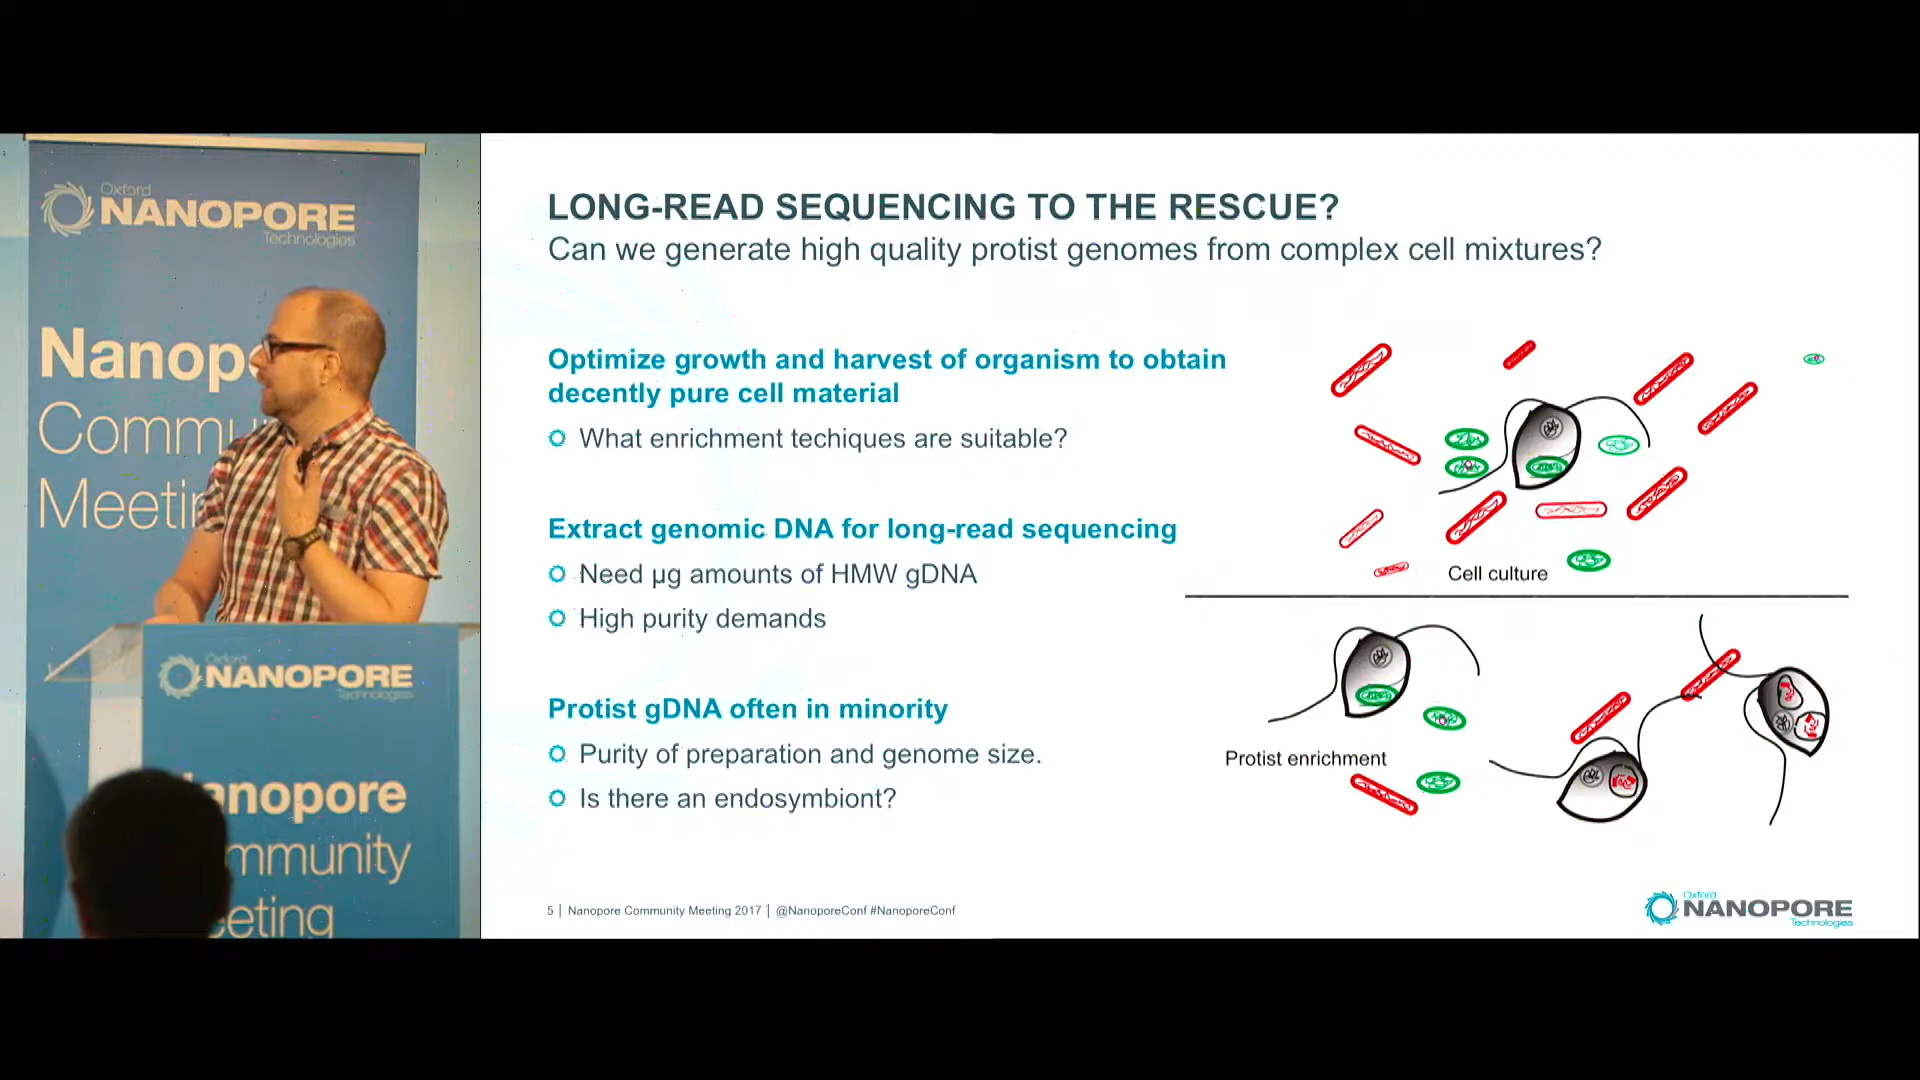 Oxford
NANOPORE
Technologies
Nanop
Commu
Meetin
Oxford
NANOPORE
Technologies
anopore
mmunity
eeting
LONG-READ SEQUENCING TO THE RESCUE?
Can we generate high quality protist genomes from complex cell mixtures?
Optimize growth and harvest of organism to obtain
decently pure cell material
What enrichment techiques are suitable?
Extract genomic DNA for long-read sequencing
Need µg amounts of HMW gDNA
High purity demands
Protist gDNA often in minority
Purity of preparation and genome size.
Is there an endosymbiont?
Cell culture
Protist enrichment
5 | Nanopore Community Meeting 2017 | @NanoporeConf #NanoporeConf
Oxford
NANOPORE
Technologies